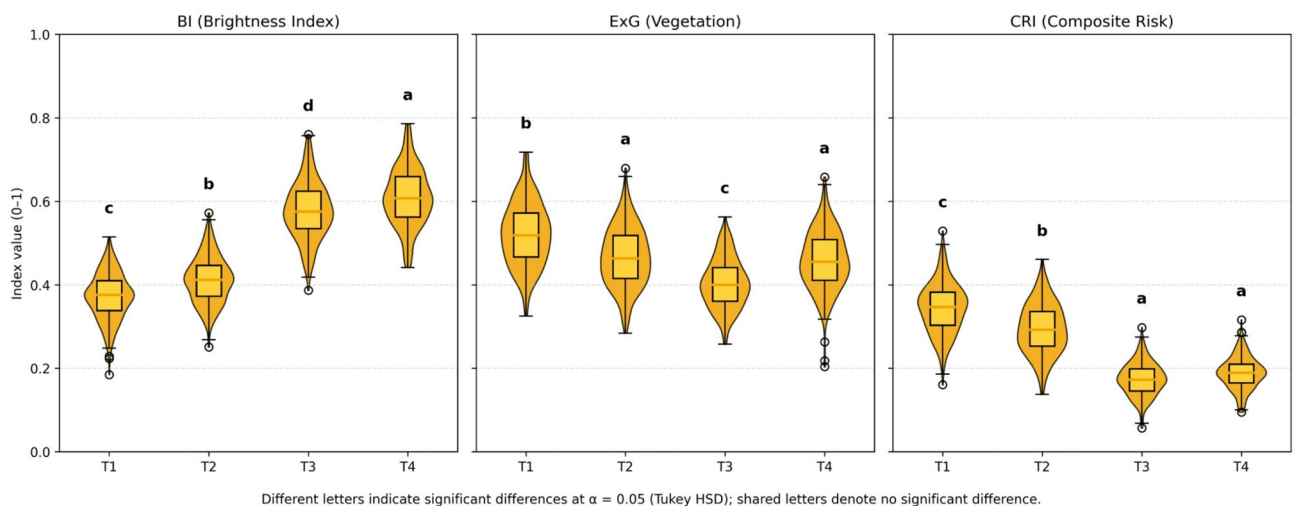 BI (Brightness Index)
ExG (Vegetation)
CRI (Composite Risk)
Index value (0–1)
1.0
0.8
0.6
0.4
0.2
0.0
c
b
d
a
b
a
c
a
c
b
a
a
T1
T2
T3
T4
T1
T2
T3
T4
T1
T2
T3
T4
Different letters indicate significant differences at α = 0.05 (Tukey HSD); shared letters denote no significant difference.